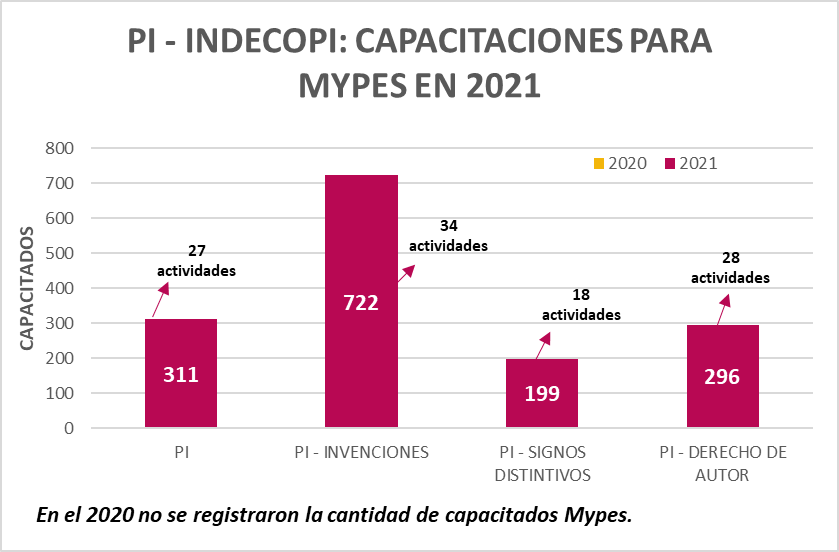 PI - INDECOPI: CAPACITACIONES PARA
MYPES EN 2021
2020
2021
CAPACITADOS
800
700
600
500
400
300
200
100
0
27
actividades
311
34
actividades
722
18
actividades
199
28
actividades
296
PI
PI - INVENCIONES
PI - SIGNOS
DISTINTIVOS
PI - DERECHO DE
AUTOR
En el 2020 no se registraron la cantidad de capacitados Mypes.